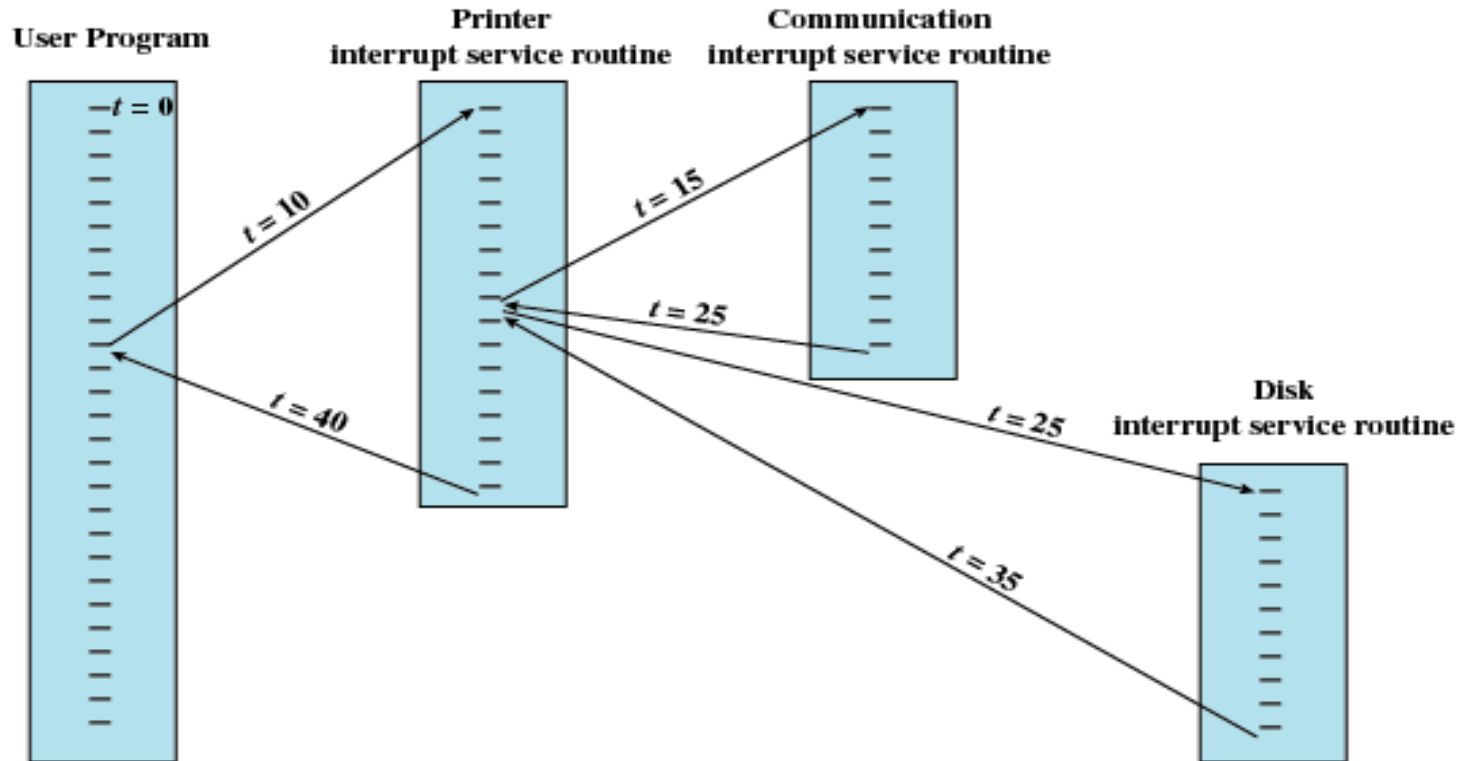 User Program
Printer
interrupt service routine
Communication
interrupt service routine
t = 0
t = 10
t = 15
t = 25
t = 40
t = 25
Disk
interrupt service routine
t = 35